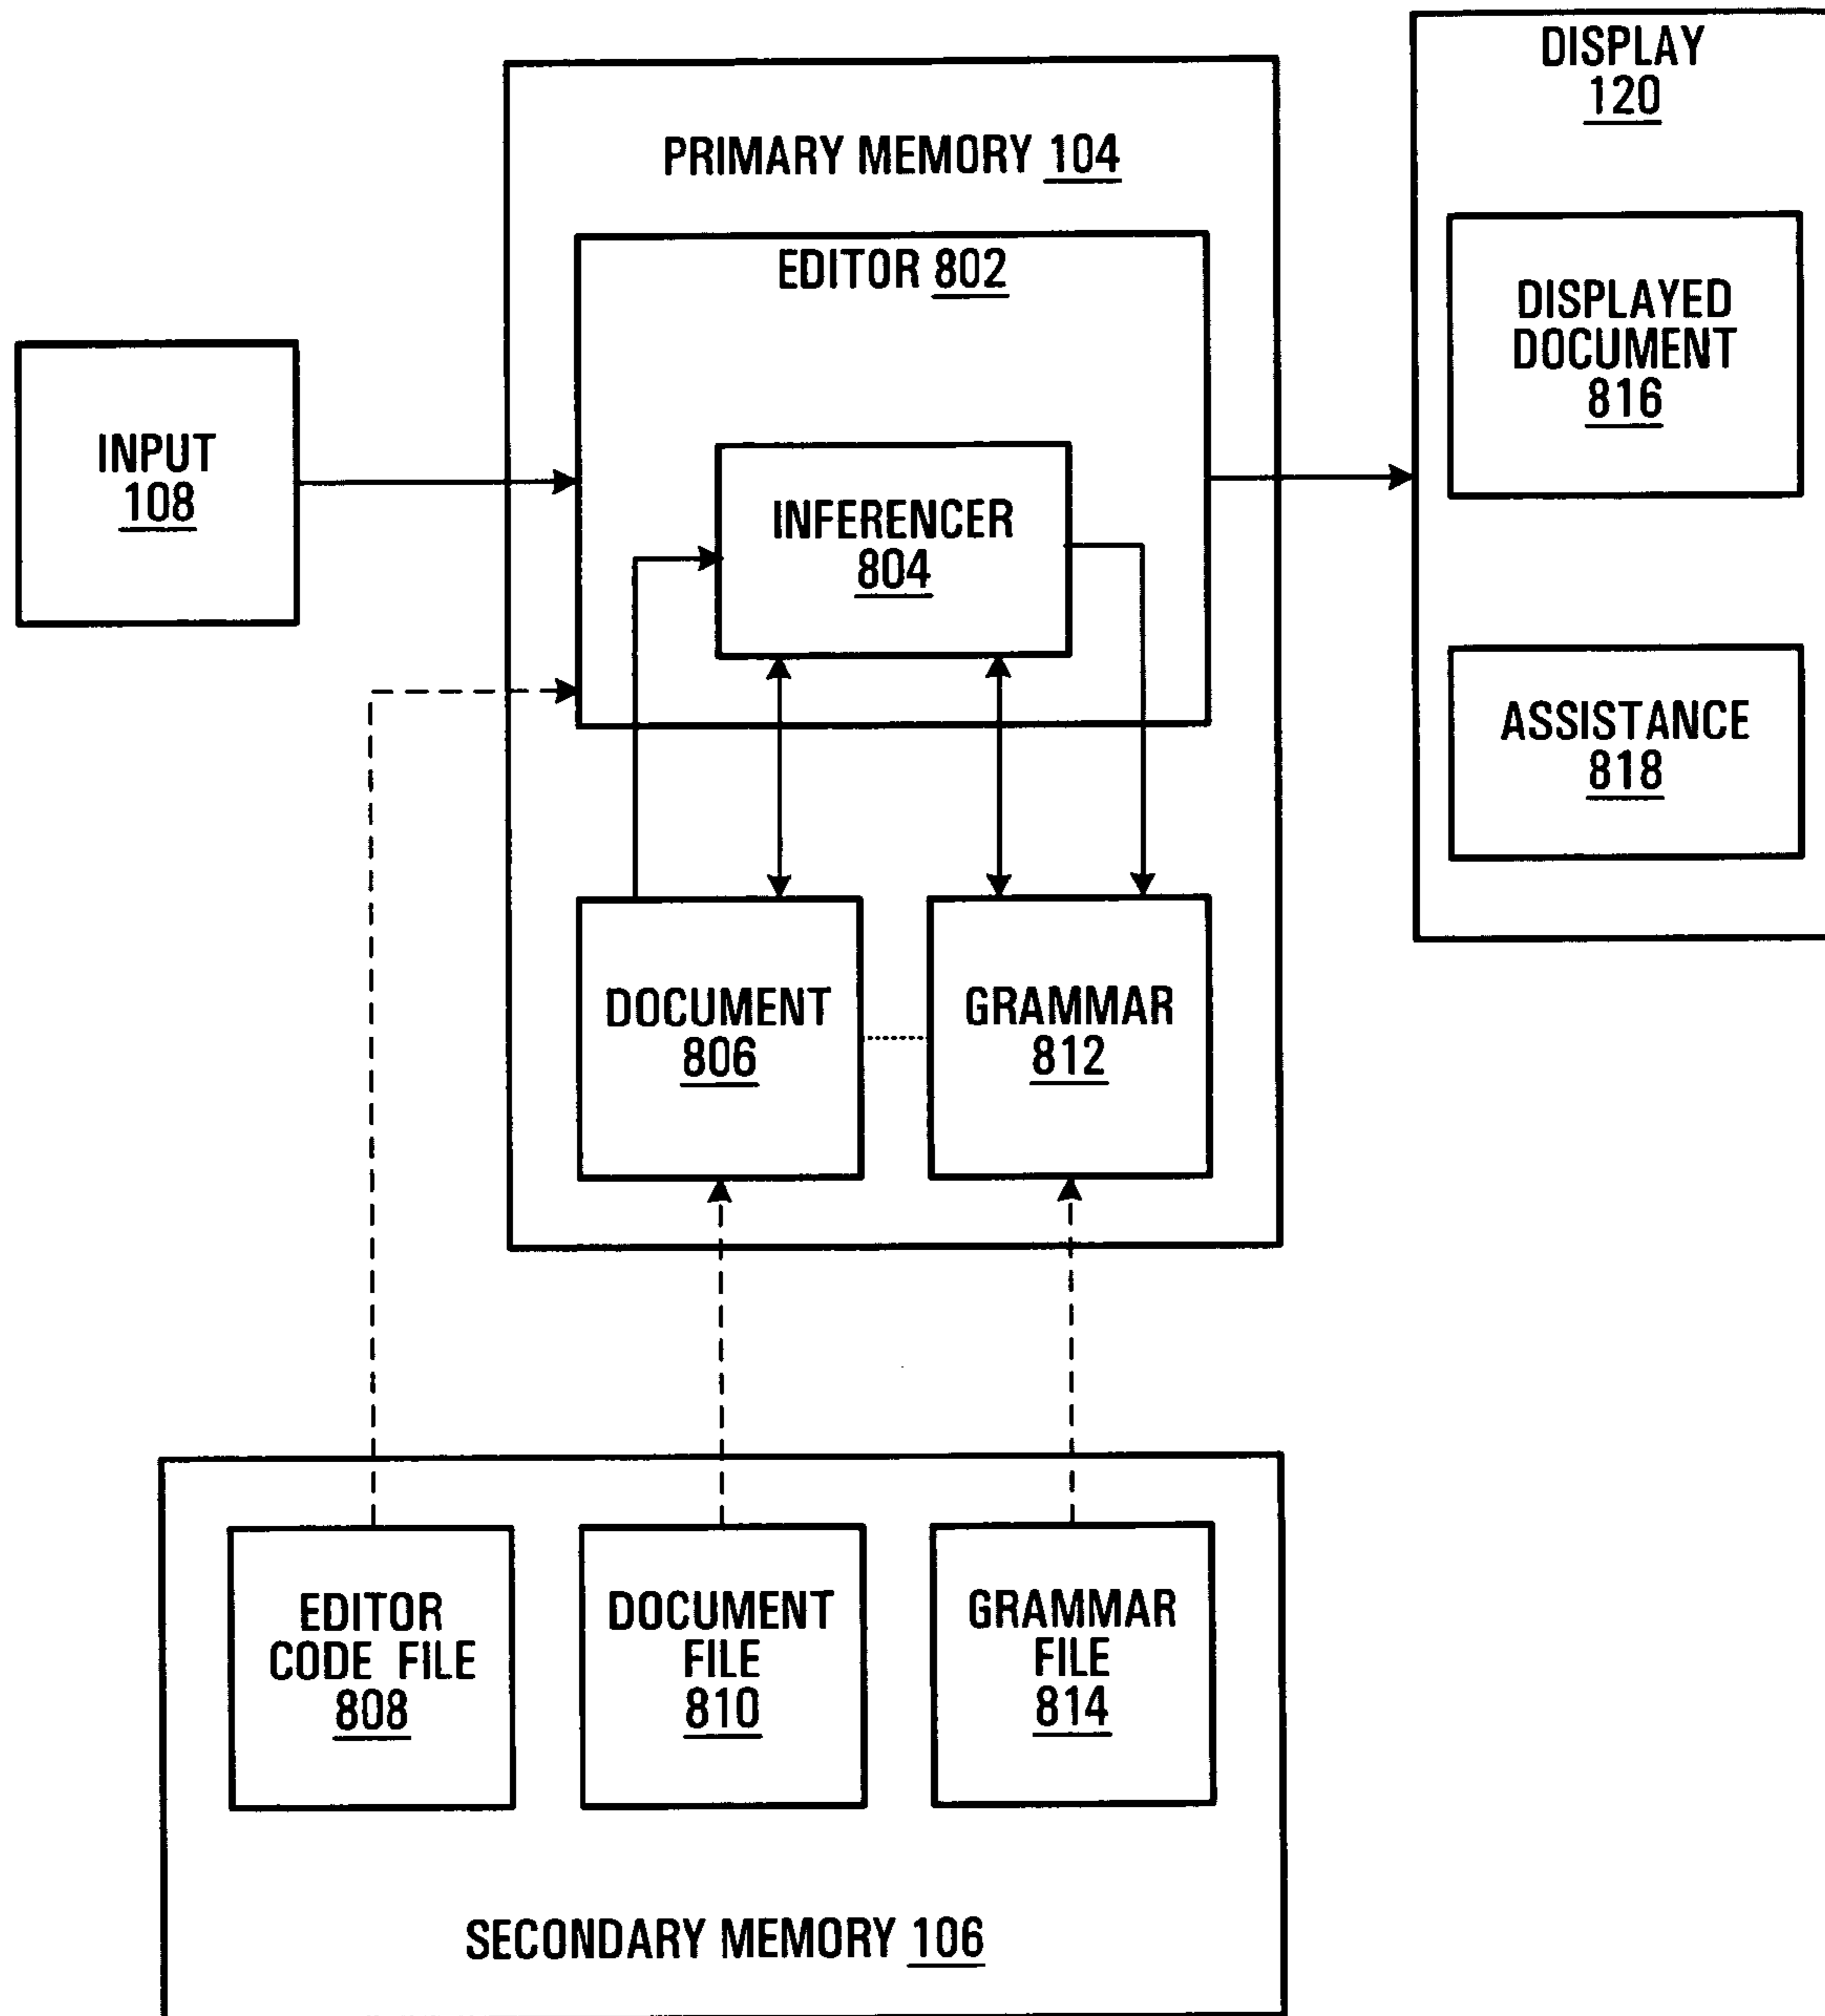 DISPLAY
120
PRIMARY MEMORY 104
EDITOR 802
DISPLAYED
DOCUMENT
816
INPUT
108
INFERENCER
804
ASSISTANCE
818
DOCUMENT
806
GRAMMAR
812
EDITOR
CODE FILE
808
DOCUMENT
FILE
810
GRAMMAR
FILE
814
SECONDARY MEMORY 106